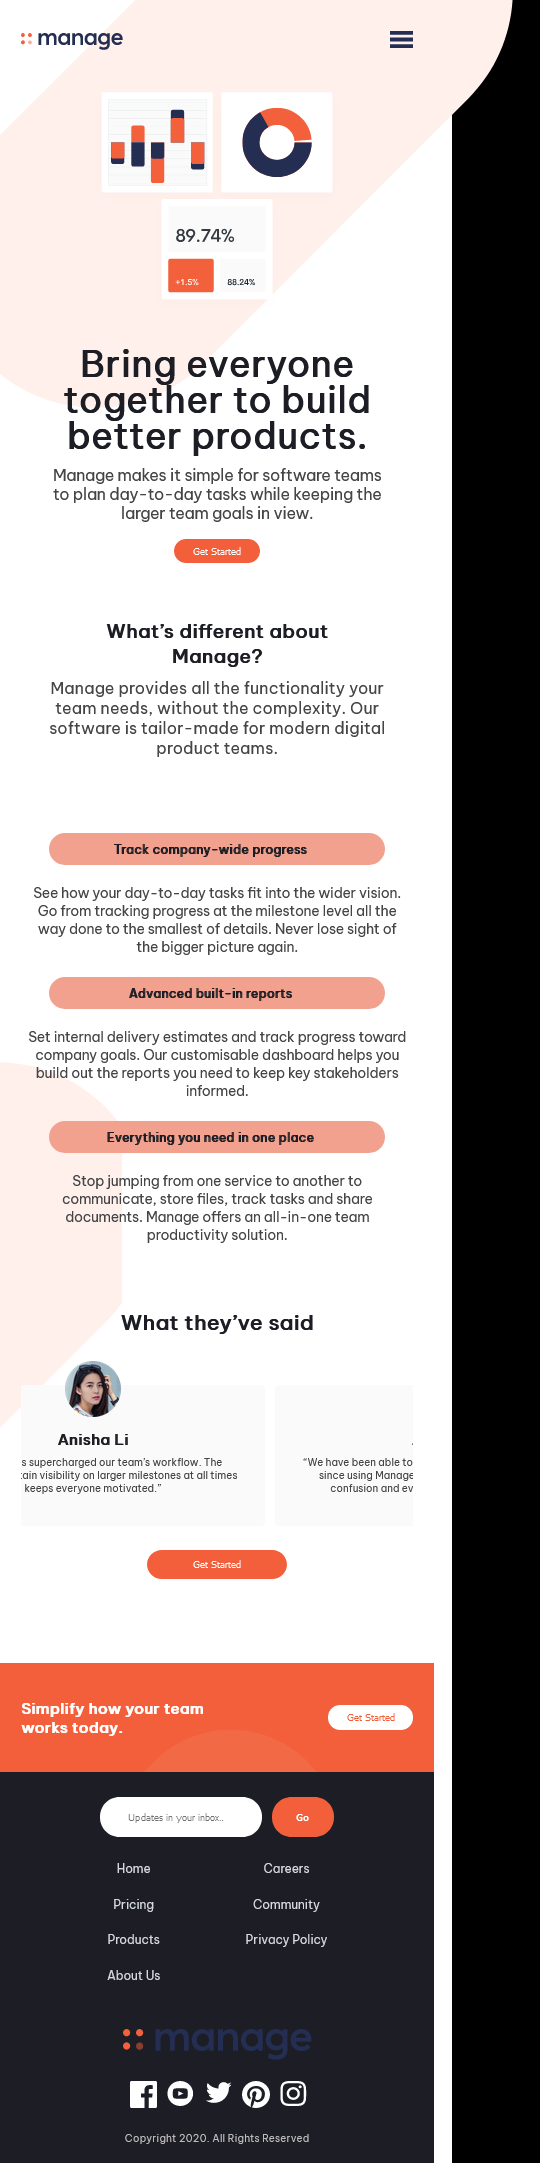 manage
89.74%
+1.5%
88.24%
Bring everyone
together to build
better products.
Manage makes it simple for software teams
to plan day-to-day tasks while keeping the
larger team goals in view.
Get Started
What’s different about
Manage?
Manage provides all the functionality your
team needs, without the complexity. Our
software is tailor-made for modern digital
product teams.
Track company-wide progress
See how your day-to-day tasks fit into the wider vision.
Go from tracking progress at the milestone level all the
way done to the smallest of details. Never lose sight of
the bigger picture again.
Advanced built-in reports
Set internal delivery estimates and track progress toward
company goals. Our customisable dashboard helps you
build out the reports you need to keep key stakeholders
informed.
Everything you need in one place
Stop jumping from one service to another to
communicate, store files, track tasks and share
documents. Manage offers an all-in-one team
productivity solution.
What they’ve said
Anisha Li
s supercharged our team’s workflow. The
ain visibility on larger milestones at all times
keeps everyone motivated.”
“We have been able to
since using Manage
confusion and ev
Get Started
Simplify how your team
works today.
Get Started
Updates in your inbox..
Go
Home
Careers
Pricing
Community
Products
Privacy Policy
About Us
manage
Copyright 2020. All Rights Reserved